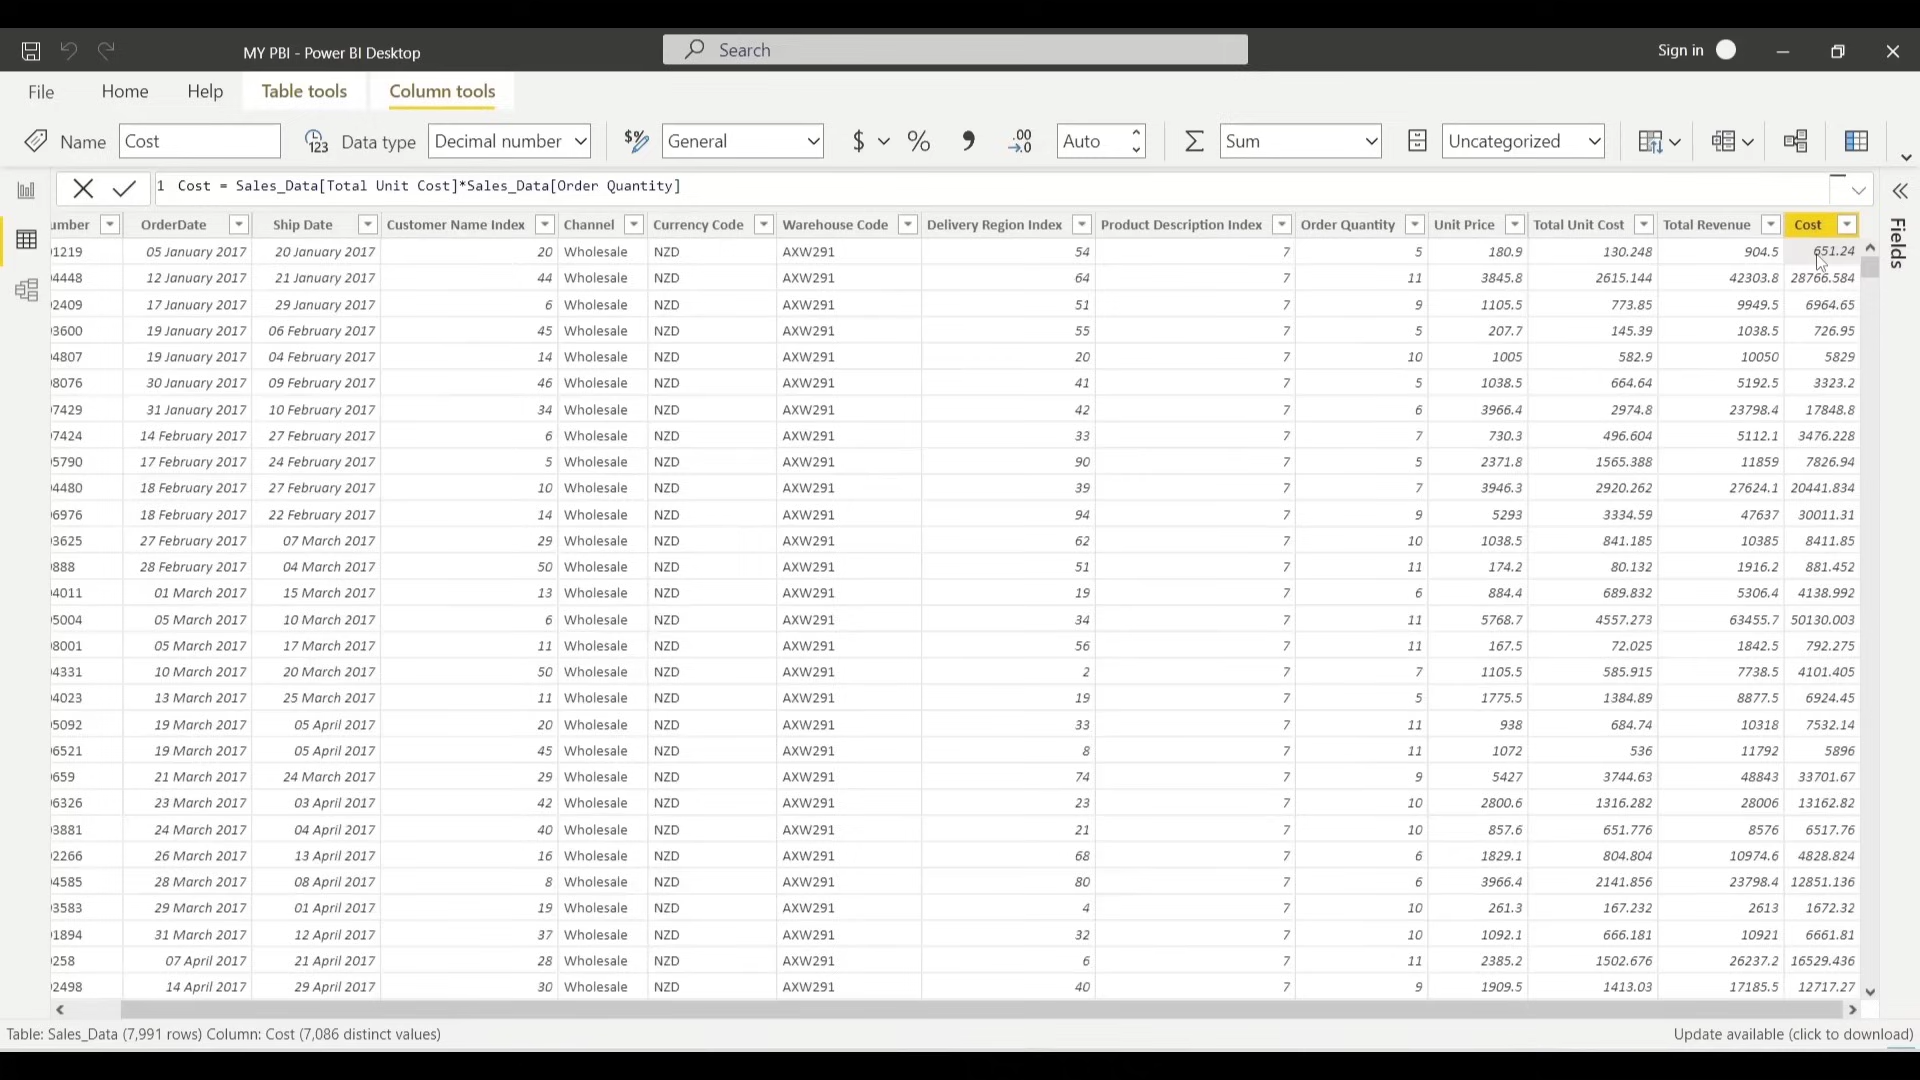 MY PBI - Power BI Desktop Search Sign in
File Home Help Table tools Column tools
Name Cost Data type Decimal number General $ % Auto Sum Uncategorized
1 Cost = Sales_Data[Total Unit Cost]*Sales_Data[Order Quantity]
Fields
umber OrderDate Ship Date Customer Name Index Channel Currency Code Warehouse Code Delivery Region Index Product Description Index Order Quantity Unit Price Total Unit Cost Total Revenue Cost
1219 05 January 2017 20 January 2017 20 Wholesale NZD AXW291 54 7 5 180.9 130.248 904.5 651.24
4448 12 January 2017 21 January 2017 44 Wholesale NZD AXW291 64 7 11 3845.8 2615.144 42303.8 28766.584
2409 17 January 2017 29 January 2017 6 Wholesale NZD AXW291 51 7 9 1105.5 773.85 9949.5 6964.65
3600 19 January 2017 06 February 2017 45 Wholesale NZD AXW291 55 7 5 207.7 145.39 1038.5 726.95
4807 19 January 2017 04 February 2017 14 Wholesale NZD AXW291 20 7 10 1005 582.9 10050 5829
8076 30 January 2017 09 February 2017 46 Wholesale NZD AXW291 41 7 5 1038.5 664.64 5192.5 3323.2
7429 31 January 2017 10 February 2017 34 Wholesale NZD AXW291 42 7 6 3966.4 2974.8 23798.4 17848.8
7424 14 February 2017 27 February 2017 6 Wholesale NZD AXW291 33 7 7 730.3 496.604 5112.1 3476.228
5790 17 February 2017 24 February 2017 5 Wholesale NZD AXW291 90 7 5 2371.8 1565.388 11859 7826.94
4480 18 February 2017 27 February 2017 10 Wholesale NZD AXW291 39 7 7 3946.3 2920.262 27624.1 20441.834
6976 18 February 2017 22 February 2017 14 Wholesale NZD AXW291 94 7 9 5293 3334.59 47637 30011.31
3625 27 February 2017 07 March 2017 29 Wholesale NZD AXW291 62 7 10 1038.5 841.185 10385 8411.85
888 28 February 2017 04 March 2017 50 Wholesale NZD AXW291 51 7 11 174.2 80.132 1916.2 881.452
4011 01 March 2017 15 March 2017 13 Wholesale NZD AXW291 19 7 6 884.4 689.832 5306.4 4138.992
5004 05 March 2017 10 March 2017 6 Wholesale NZD AXW291 34 7 11 5768.7 4557.273 63455.7 50130.003
8001 05 March 2017 17 March 2017 11 Wholesale NZD AXW291 56 7 11 167.5 72.025 1842.5 792.275
4331 10 March 2017 20 March 2017 50 Wholesale NZD AXW291 2 7 7 1105.5 585.915 7738.5 4101.405
4023 13 March 2017 25 March 2017 11 Wholesale NZD AXW291 19 7 5 1775.5 1384.89 8877.5 6924.45
5092 19 March 2017 05 April 2017 20 Wholesale NZD AXW291 33 7 11 938 684.74 10318 7532.14
6521 19 March 2017 05 April 2017 45 Wholesale NZD AXW291 8 7 11 1072 536 11792 5896
659 21 March 2017 24 March 2017 29 Wholesale NZD AXW291 74 7 9 5427 3744.63 48843 33701.67
6326 23 March 2017 03 April 2017 42 Wholesale NZD AXW291 23 7 10 2800.6 1316.282 28006 13162.82
3881 24 March 2017 04 April 2017 40 Wholesale NZD AXW291 21 7 10 857.6 651.776 8576 6517.76
2266 26 March 2017 13 April 2017 16 Wholesale NZD AXW291 68 7 6 1829.1 804.804 10974.6 4828.824
4585 28 March 2017 08 April 2017 8 Wholesale NZD AXW291 80 7 6 3966.4 2141.856 23798.4 12851.136
3583 29 March 2017 01 April 2017 19 Wholesale NZD AXW291 4 7 10 261.3 167.232 2613 1672.32
1894 31 March 2017 12 April 2017 37 Wholesale NZD AXW291 32 7 10 1092.1 666.181 10921 6661.81
258 07 April 2017 21 April 2017 28 Wholesale NZD AXW291 6 7 11 2385.2 1502.676 26237.2 16529.436
2498 14 April 2017 29 April 2017 30 Wholesale NZD AXW291 40 7 9 1909.5 1413.03 17185.5 12717.27
Table: Sales_Data (7,991 rows) Column: Cost (7,086 distinct values) Update available (click to download)